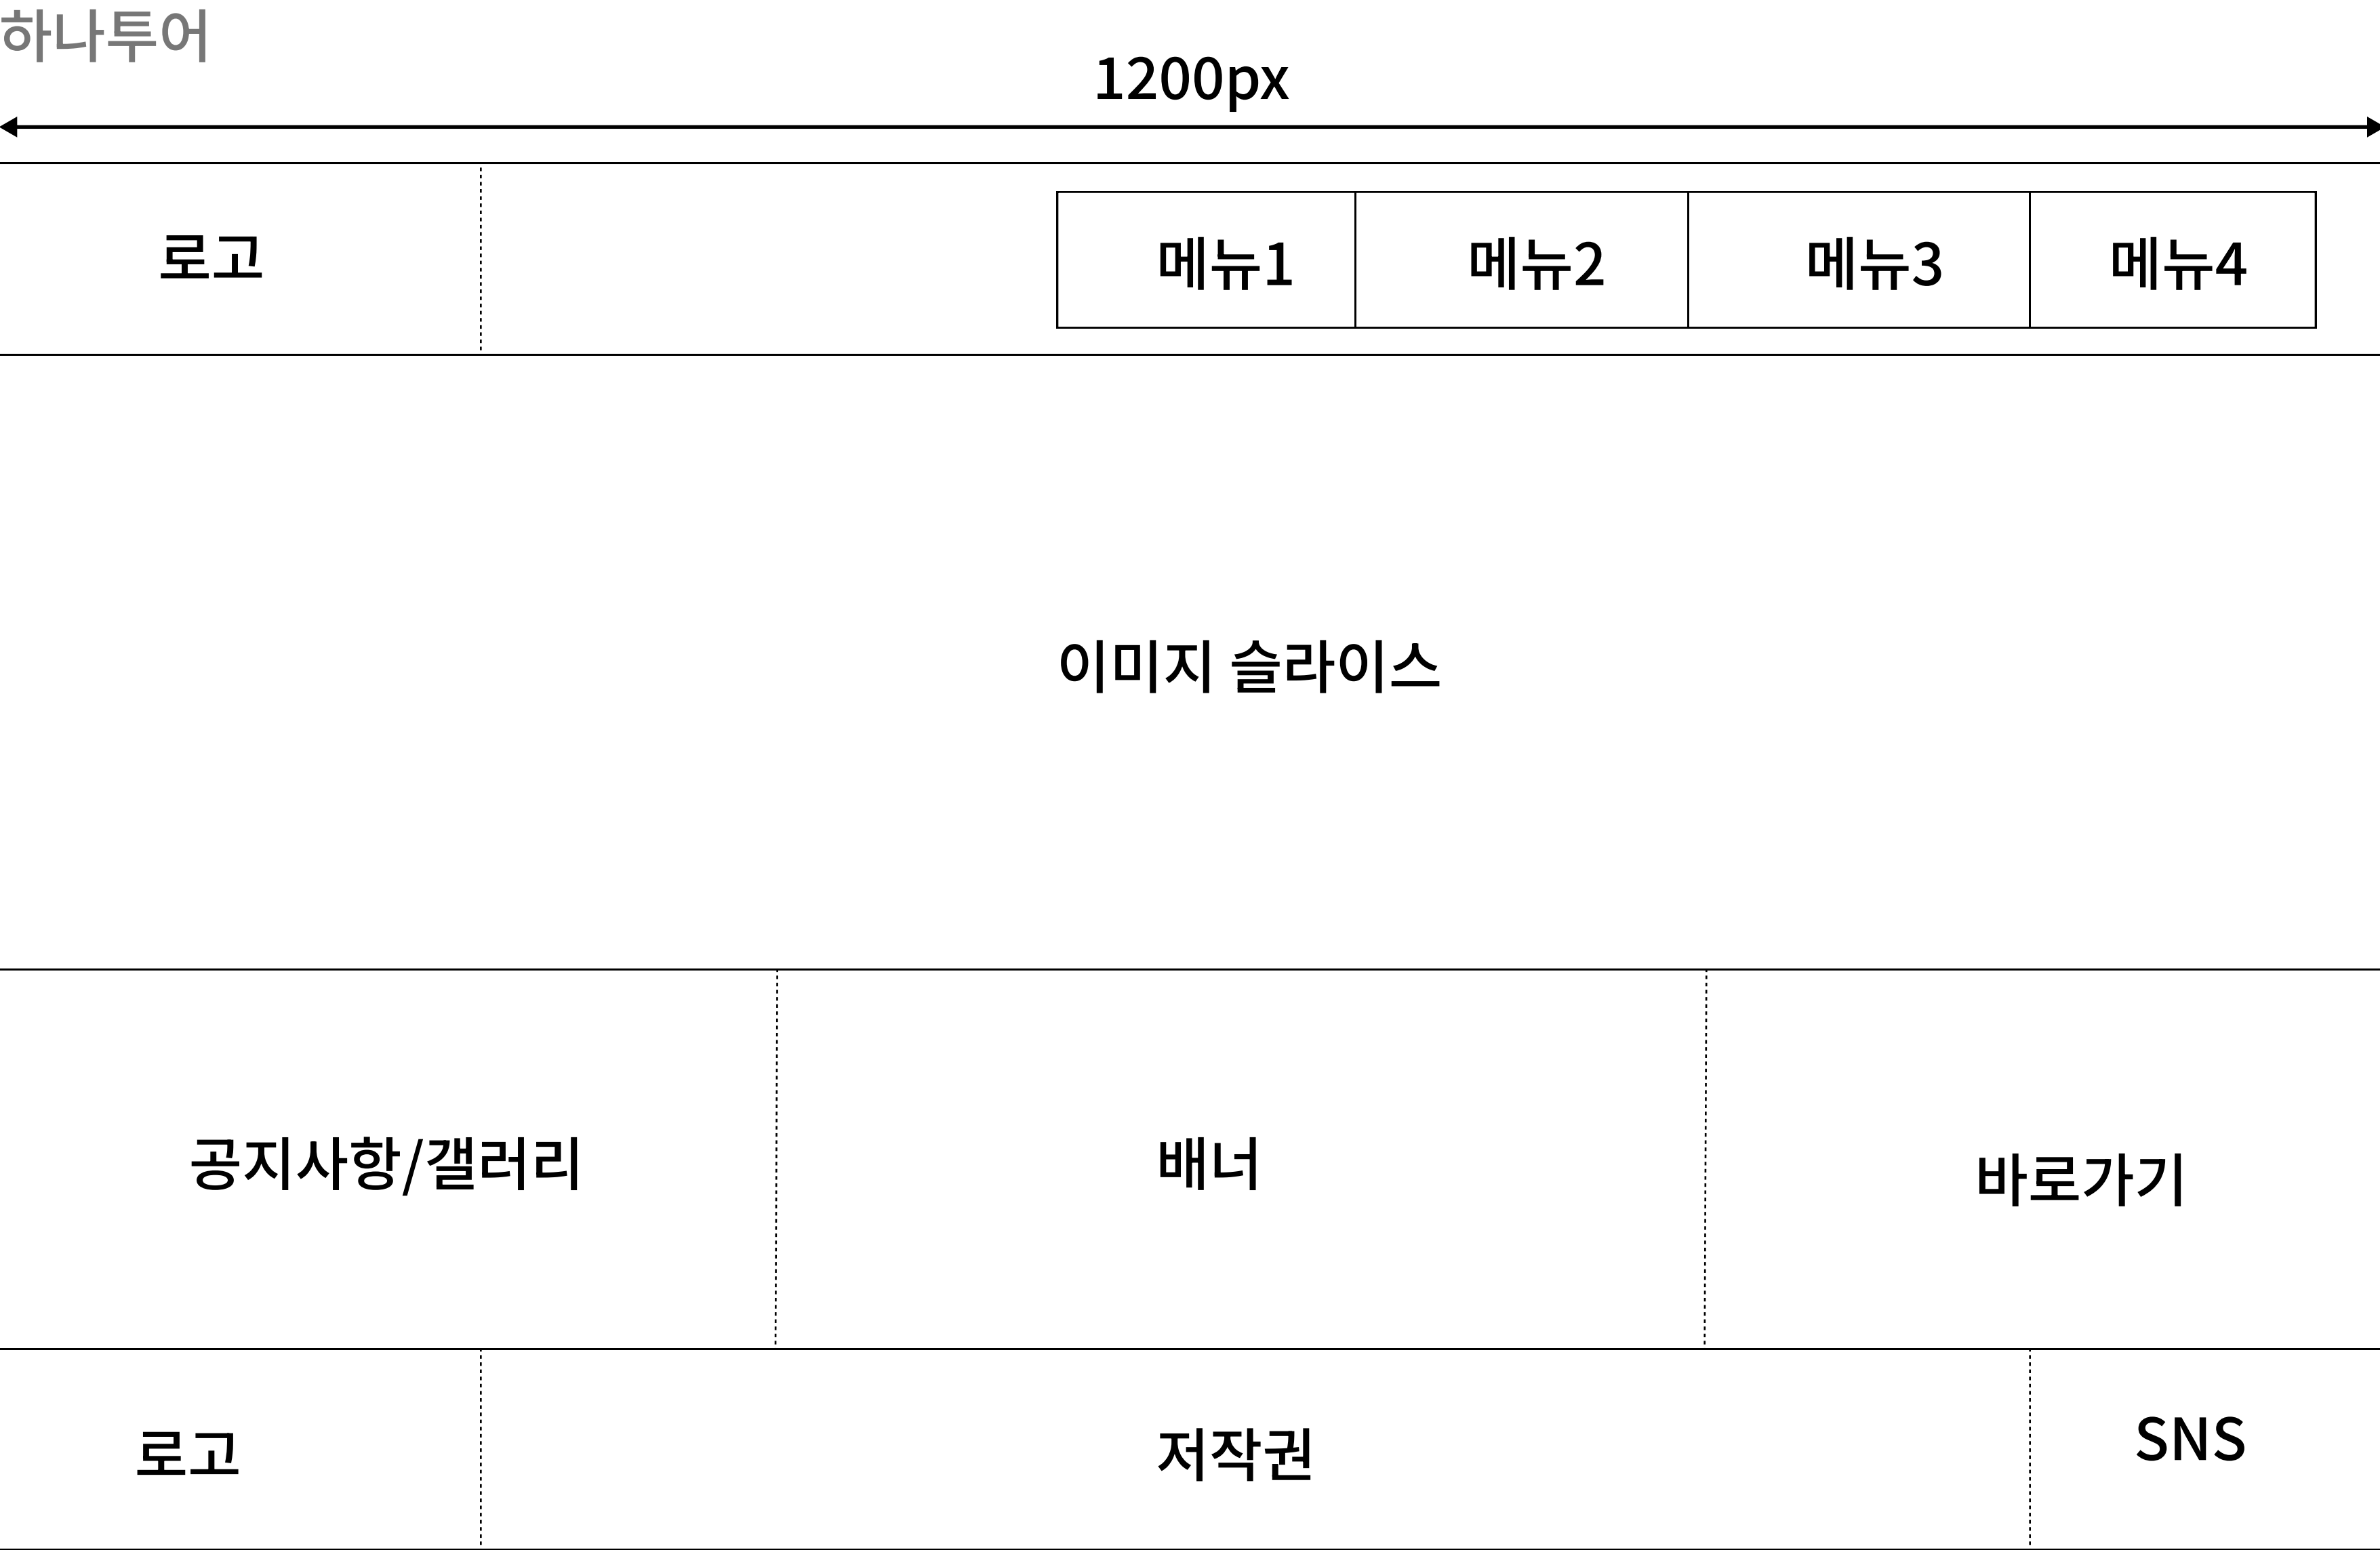 하나투어
1200px
로고
메뉴1
메뉴2
메뉴3
메뉴4
이미지 슬라이스
공지사항/갤러리
배너
바로가기
로고
저작권
SNS